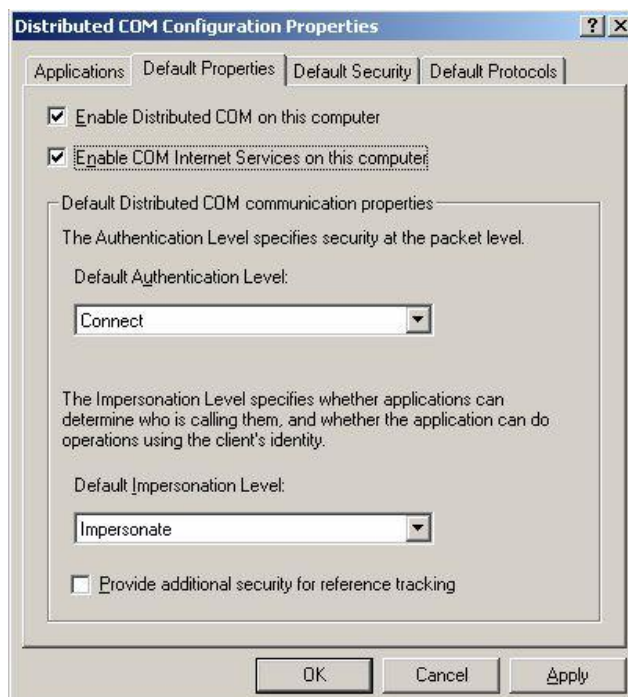 Distributed COM Configuration Properties
Applications Default Properties Default Security Default Protocols
Enable Distributed COM on this computer
Enable COM Internet Services on this computer
Default Distributed COM communication properties
The Authentication Level specifies security at the packet level.
Default Authentication Level:
Connect
The Impersonation Level specifies whether applications can
determine who is calling them, and whether the application can do
operations using the client's identity.
Default Impersonation Level:
Impersonate
Provide additional security for reference tracking
OK Cancel Apply